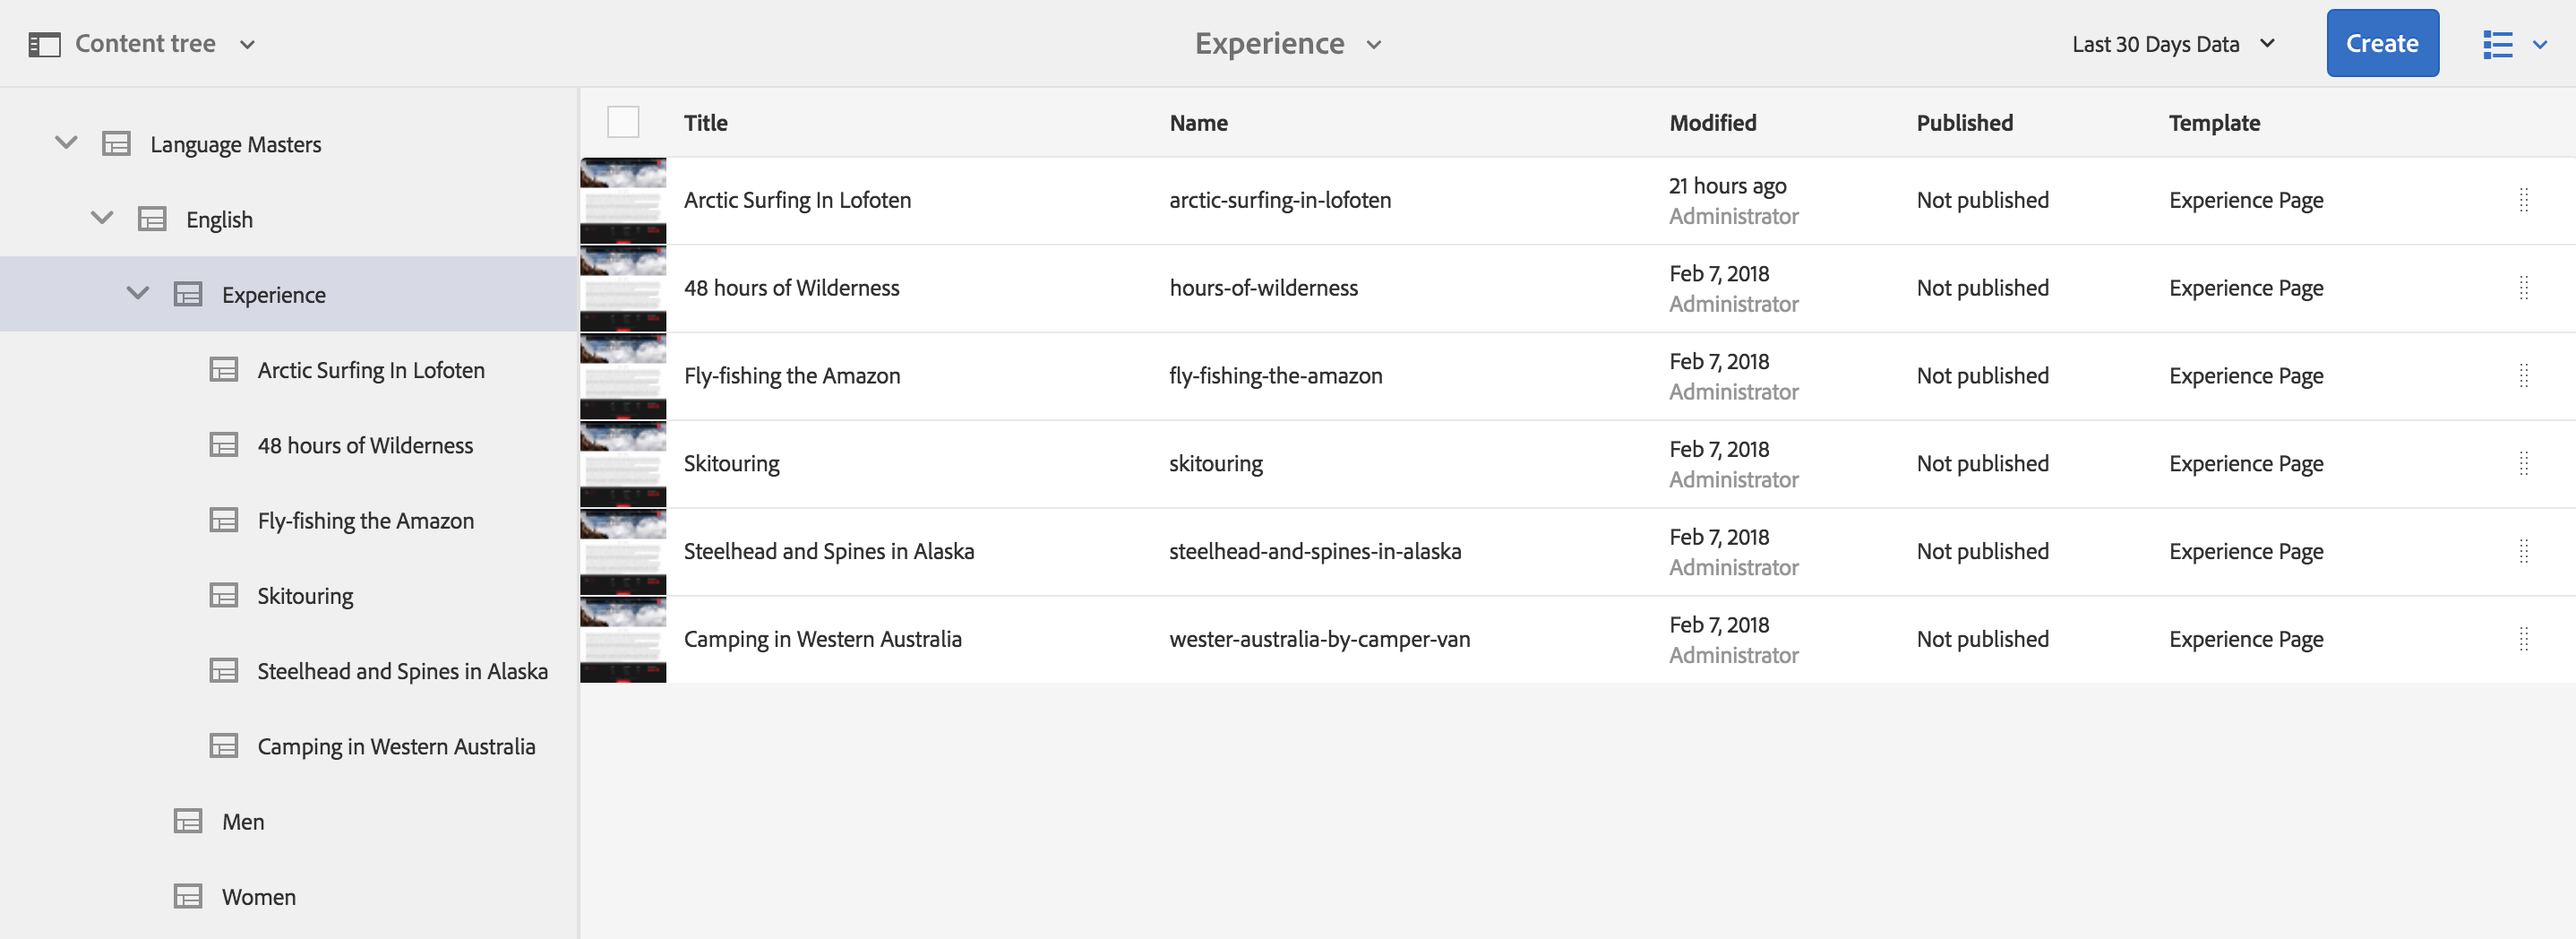 Content tree
Experience
Last 30 Days Data
Create
Language Masters
English
Experience
Arctic Surfing In Lofoten
48 hours of Wilderness
Fly-fishing the Amazon
Skitouring
Steelhead and Spines in Alaska
Camping in Western Australia
Men
Women
Title Name Modified Published Template
Arctic Surfing In Lofoten arctic-surfing-in-lofoten 21 hours ago Not published Experience Page
Administrator
48 hours of Wilderness hours-of-wilderness Feb 7, 2018 Not published Experience Page
Administrator
Fly-fishing the Amazon fly-fishing-the-amazon Feb 7, 2018 Not published Experience Page
Administrator
Skitouring skitouring Feb 7, 2018 Not published Experience Page
Administrator
Steelhead and Spines in Alaska steelhead-and-spines-in-alaska Feb 7, 2018 Not published Experience Page
Administrator
Camping in Western Australia wester-australia-by-camper-van Feb 7, 2018 Not published Experience Page
Administrator